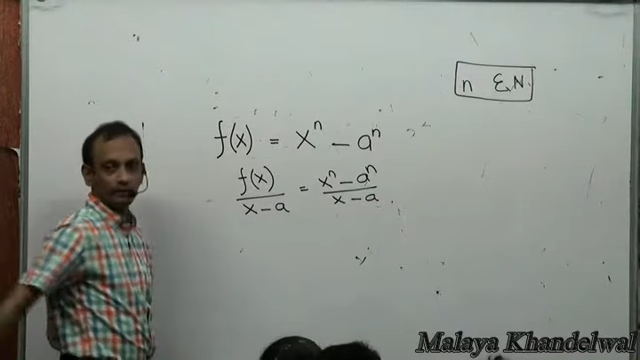 n ∈ N
f(x) = xⁿ - aⁿ
f(x)/(x-a) = (xⁿ - aⁿ)/(x-a)
Malaya Khandelwal